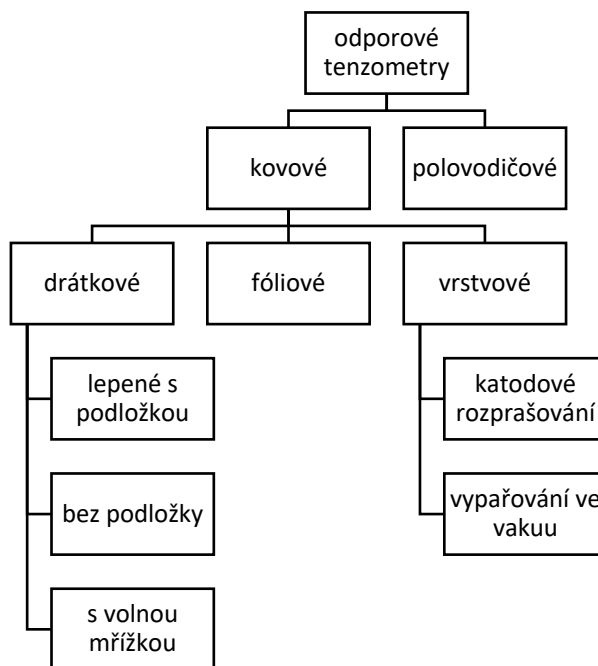 odporové
tenzometry
kovové
polovodičové
drátkové
fóliové
vrstvové
lepené s
podložkou
katodové
rozprašování
bez podložky
vypařování ve
vakuu
s volnou
mřížkou